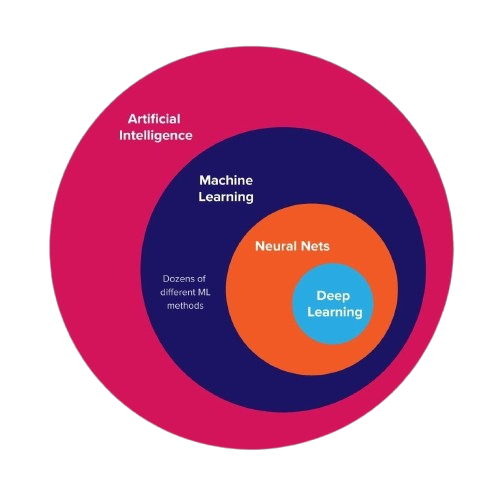 Artificial
Intelligence
Machine
Learning
Neural Nets
Dozens of
different ML
methods
Deep
Learning